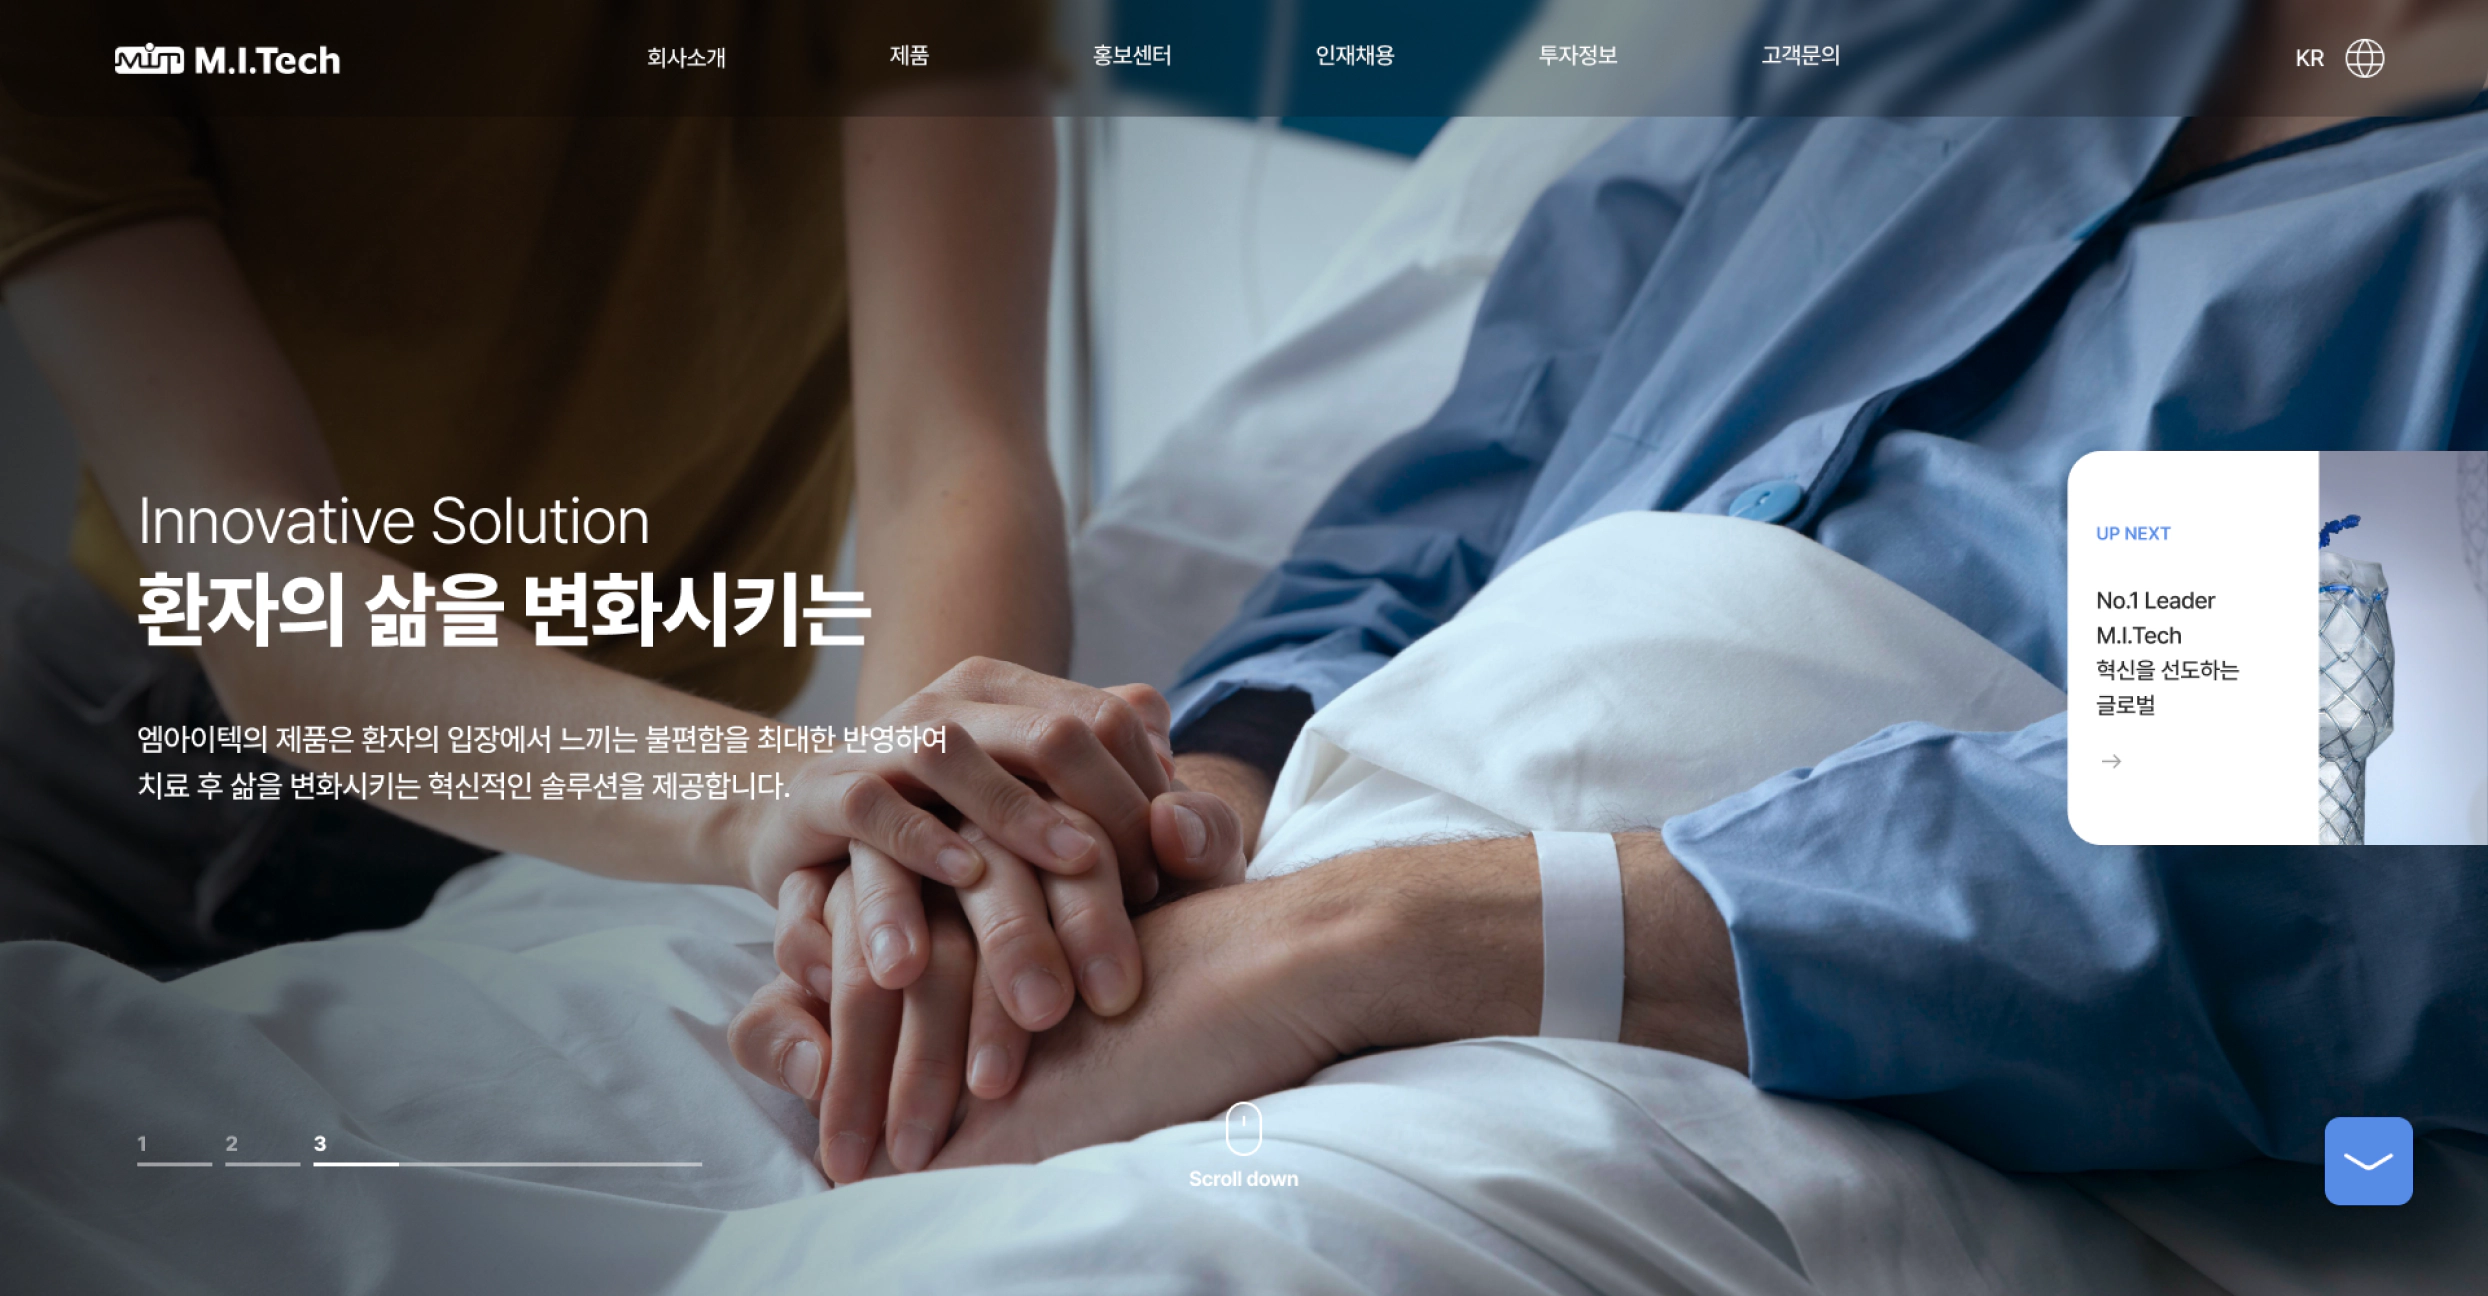 MIT M.I.Tech
회사소개
제품
홍보센터
인재채용
투자정보
고객문의
KR
Innovative Solution
환자의 삶을 변화시키는
엠아이텍의 제품은 환자의 입장에서 느끼는 불편함을 최대한 반영하여
치료 후 삶을 변화시키는 혁신적인 솔루션을 제공합니다.
UP NEXT
No.1 Leader
M.I.Tech
혁신을 선도하는
글로벌
1 2 3
Scroll down